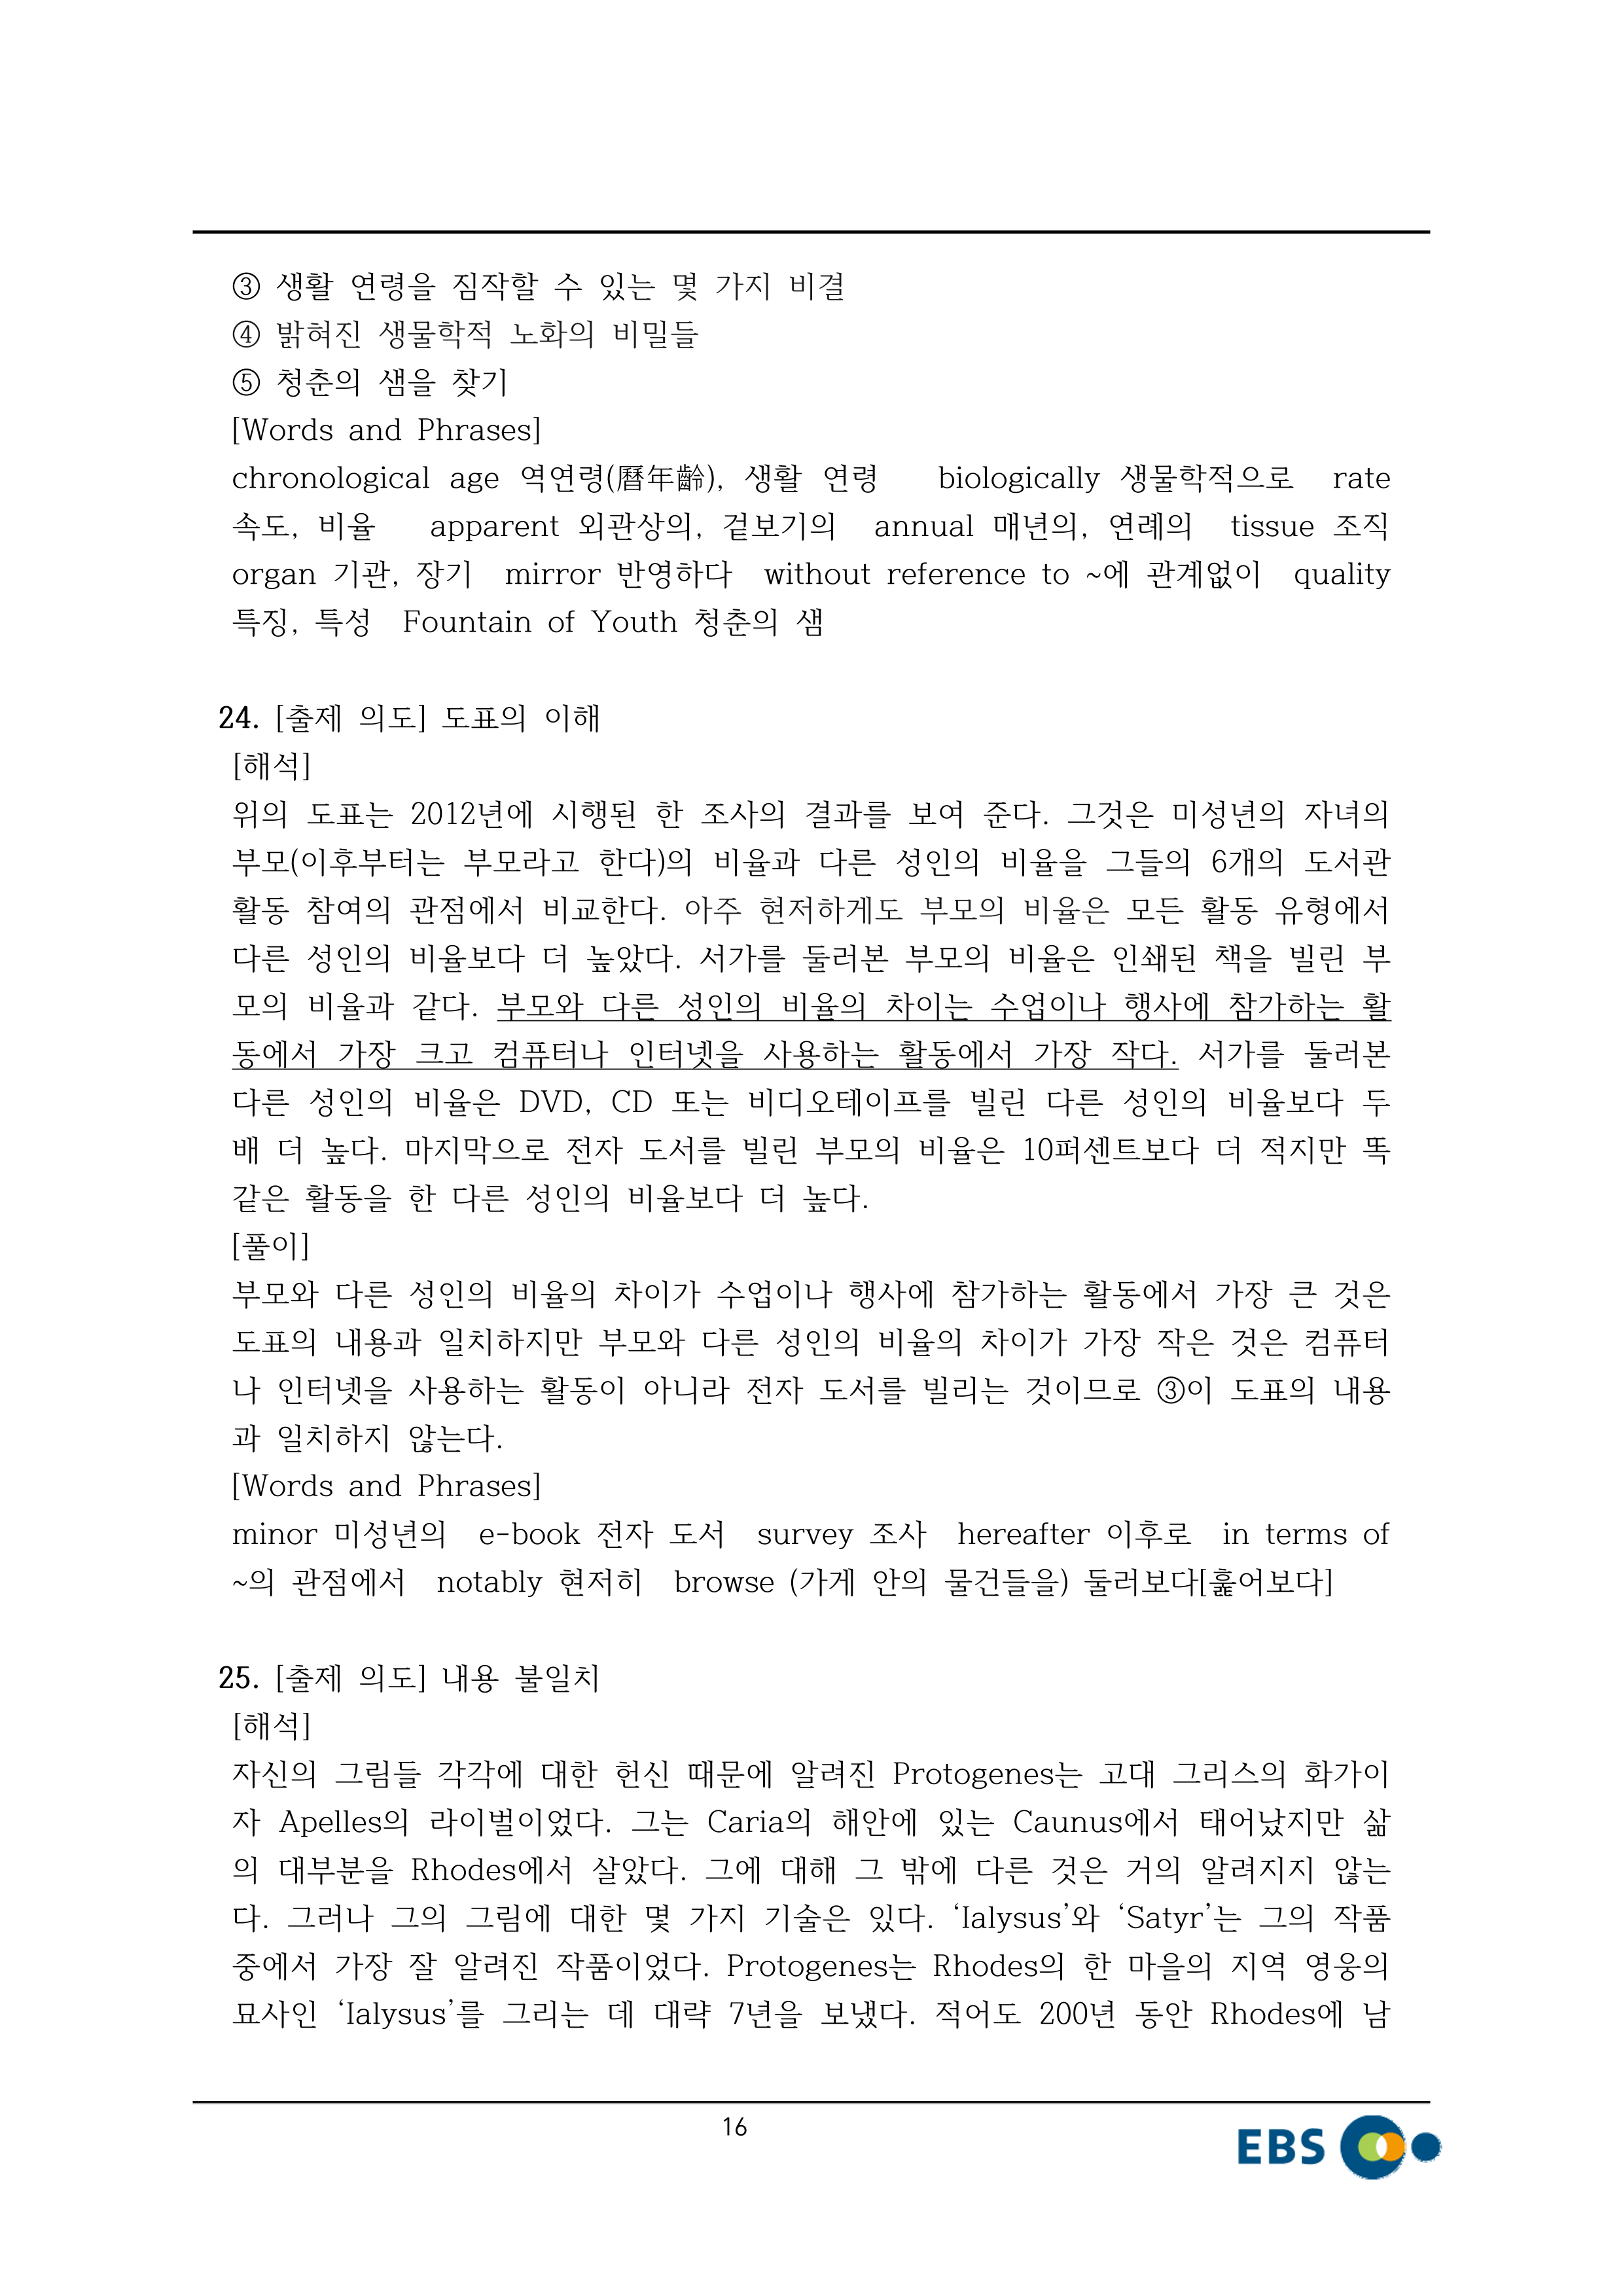 ③ 생활 연령을 짐작할 수 있는 몇 가지 비결
④ 밝혀진 생물학적 노화의 비밀들
⑤ 청춘의 샘을 찾기
[Words and Phrases]
chronological age 역연령(曆年齡), 생활 연령 biologically 생물학적으로 rate
속도, 비율 apparent 외관상의, 겉보기의 annual 매년의, 연례의 tissue 조직
organ 기관, 장기 mirror 반영하다 without reference to ~에 관계없이 quality
특징, 특성 Fountain of Youth 청춘의 샘
24. [출제 의도] 도표의 이해
[해석]
위의 도표는 2012년에 시행된 한 조사의 결과를 보여 준다. 그것은 미성년의 자녀의
부모(이후부터는 부모라고 한다)의 비율과 다른 성인의 비율을 그들의 6개의 도서관
활동 참여의 관점에서 비교한다. 아주 현저하게도 부모의 비율은 모든 활동 유형에서
다른 성인의 비율보다 더 높았다. 서가를 둘러본 부모의 비율은 인쇄된 책을 빌린 부
모의 비율과 같다. 부모와 다른 성인의 비율의 차이는 수업이나 행사에 참가하는 활
동에서 가장 크고 컴퓨터나 인터넷을 사용하는 활동에서 가장 작다. 서가를 둘러본
다른 성인의 비율은 DVD, CD 또는 비디오테이프를 빌린 다른 성인의 비율보다 두
배 더 높다. 마지막으로 전자 도서를 빌린 부모의 비율은 10퍼센트보다 더 적지만 똑
같은 활동을 한 다른 성인의 비율보다 더 높다.
[풀이]
부모와 다른 성인의 비율의 차이가 수업이나 행사에 참가하는 활동에서 가장 큰 것은
도표의 내용과 일치하지만 부모와 다른 성인의 비율의 차이가 가장 작은 것은 컴퓨터
나 인터넷을 사용하는 활동이 아니라 전자 도서를 빌리는 것이므로 ③이 도표의 내용
과 일치하지 않는다.
[Words and Phrases]
minor 미성년의 e-book 전자 도서 survey 조사 hereafter 이후로 in terms of
~의 관점에서 notably 현저히 browse (가게 안의 물건들을) 둘러보다[훑어보다]
25. [출제 의도] 내용 불일치
[해석]
자신의 그림들 각각에 대한 헌신 때문에 알려진 Protogenes는 고대 그리스의 화가이
자 Apelles의 라이벌이었다. 그는 Caria의 해안에 있는 Caunus에서 태어났지만 삶
의 대부분을 Rhodes에서 살았다. 그에 대해 그 밖에 다른 것은 거의 알려지지 않는
다. 그러나 그의 그림에 대한 몇 가지 기술은 있다. ‘Ialysus’와 ‘Satyr’는 그의 작품
중에서 가장 잘 알려진 작품이었다. Protogenes는 Rhodes의 한 마을의 지역 영웅의
묘사인 ‘Ialysus’를 그리는 데 대략 7년을 보냈다. 적어도 200년 동안 Rhodes에 남
16
EBS